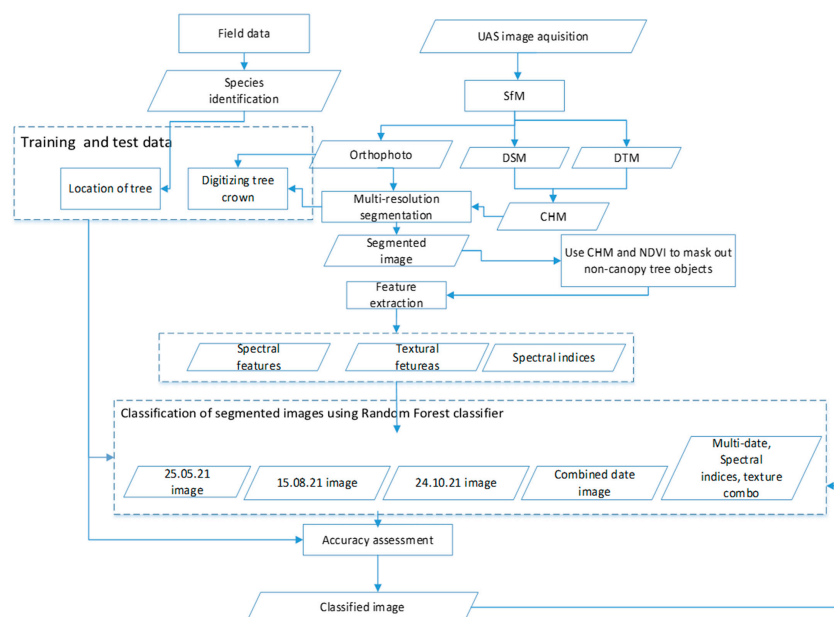 Field data
UAS image aquisition
Species
identification
SfM
Training and test data
Orthophoto
DSM
DTM
Location of tree
Digitizing tree
crown
Multi-resolution
segmentation
CHM
Segmented
image
Use CHM and NDVI to mask out
non-canopy tree objects
Feature
extraction
Spectral
features
Textural
fetureas
Spectral indices
Classification of segmented images using Random Forest classifier
25.05.21
image
15.08.21 image
24.10.21 image
Combined date
image
Multi-date,
Spectral
indices, texture
combo
Accuracy assessment
Classified image